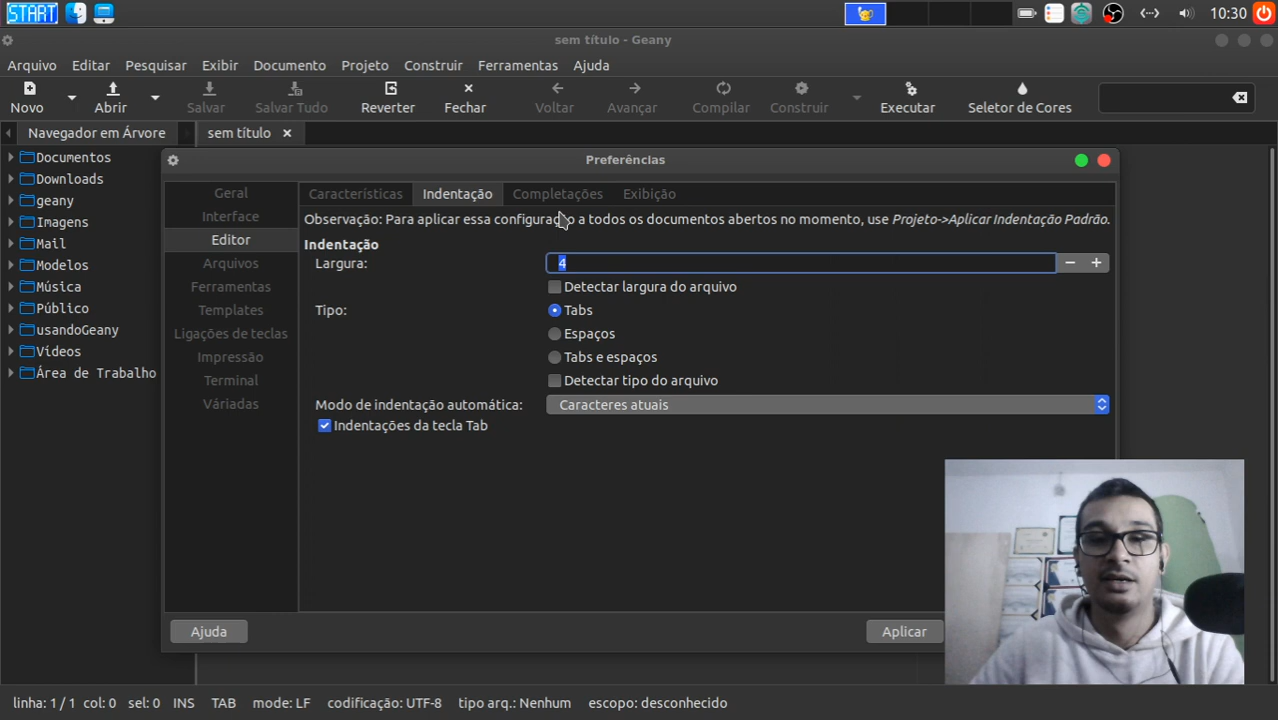 START
10:30
sem título - Geany
Arquivo Editar Pesquisar Exibir Documento Projeto Construir Ferramentas Ajuda
Novo Abrir Salvar Salvar Tudo Reverter Fechar Voltar Avançar Compilar Construir Executar Seletor de Cores
Navegador em Árvore sem título
Documentos
Downloads
geany
Imagens
Mail
Modelos
Música
Público
usandoGeany
Vídeos
Área de Trabalho
Preferências
Geral
Interface
Editor
Arquivos
Ferramentas
Templates
Ligações de teclas
Impressão
Terminal
Váriadas
Características Indentação Completações Exibição
Observação: Para aplicar essa configuração a todos os documentos abertos no momento, use Projeto->Aplicar Indentação Padrão.
Indentação
Largura: 4
Detectar largura do arquivo
Tipo: Tabs
Espaços
Tabs e espaços
Detectar tipo do arquivo
Modo de indentação automática: Caracteres atuais
Indentações da tecla Tab
Ajuda Aplicar
linha: 1 / 1 col: 0 sel: 0 INS TAB mode: LF codificação: UTF-8 tipo arq.: Nenhum escopo: desconhecido